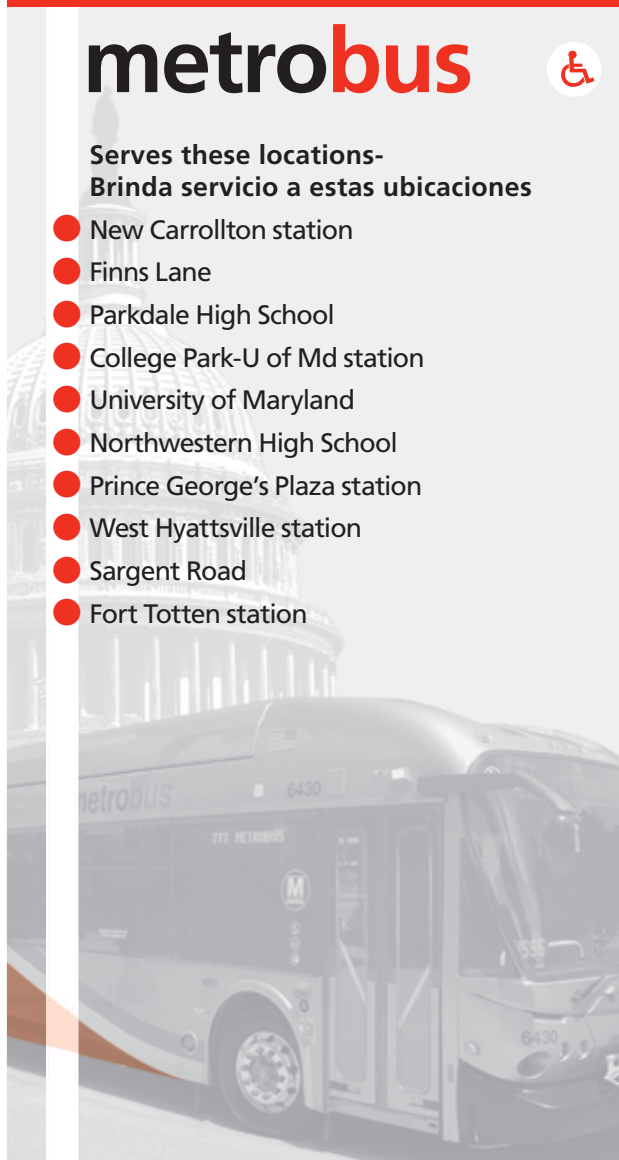 metrobus
Serves these locations-
Brinda servicio a estas ubicaciones
New Carrollton station
Finns Lane
Parkdale High School
College Park-U of Md station
University of Maryland
Northwestern High School
Prince George’s Plaza station
West Hyattsville station
Sargent Road
Fort Totten station
metrobus
6430
TYT METROBUS
M
6430